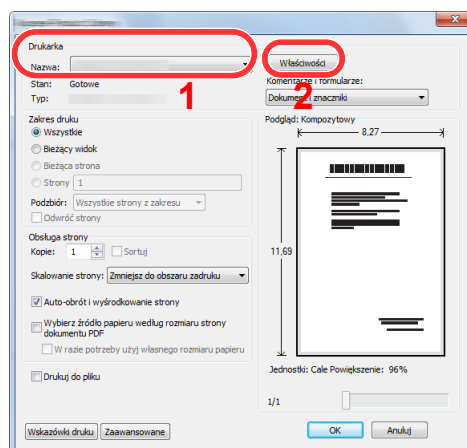 Drukarka
Nazwa:
Właściwości
1
2
Stan: Gotowe
Komentarze i formularze:
Typ:
Dokument i znaczniki
Zakres druku
Wszystkie
Bieżący widok
Bieżąca strona
Strony 1
Podzbiór: Wszystkie strony z zakresu
Odwróć strony
Podgląd: Kompozytowy
8,27
11,69
Obsługa strony
Kopie: 1 Sortuj
Skalowanie strony: Zmniejsz do obszaru zadruku
Auto-obrót i wyśrodkowanie strony
Wybierz źródło papieru według rozmiaru strony
dokumentu PDF
W razie potrzeby użyj własnego rozmiaru papieru
Drukuj do pliku
Jednostki: Cale Powiększenie: 96%
1/1
Wskazówki druku Zaawansowane
OK Anuluj